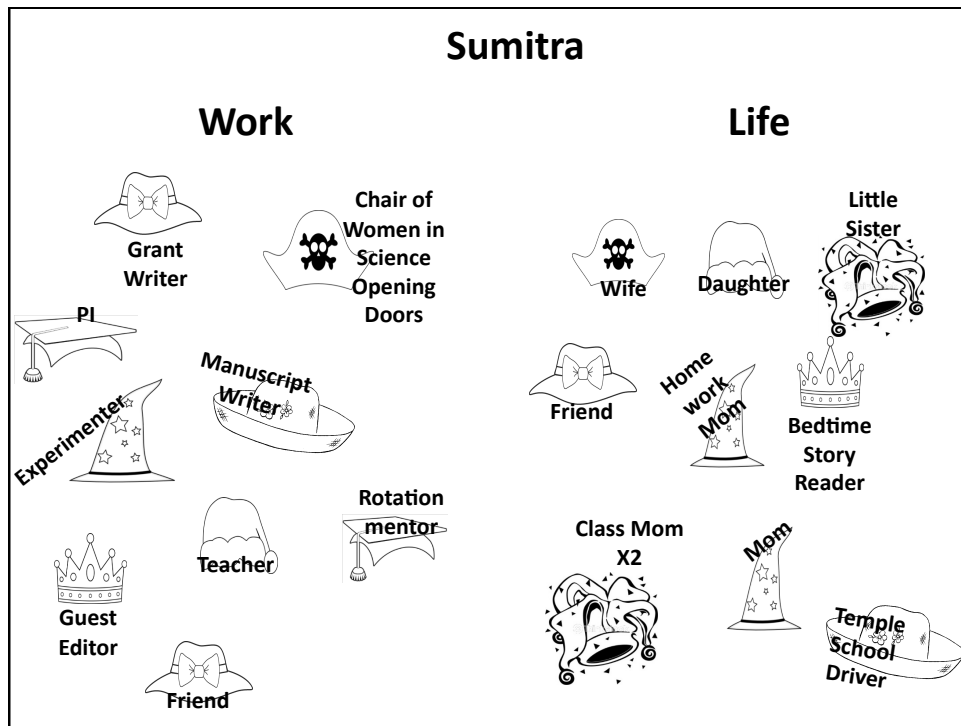 Sumitra
Work
Grant
Writer
Chair of
Women in
Science
Opening
Doors
PI
Manuscript
Writer
Experimenter
Rotation
mentor
Teacher
Guest
Editor
Friend
Life
Wife
Daughter
Little
Sister
Friend
Home
work
Mom
Bedtime
Story
Reader
Class Mom
X2
Mom
Temple
School
Driver